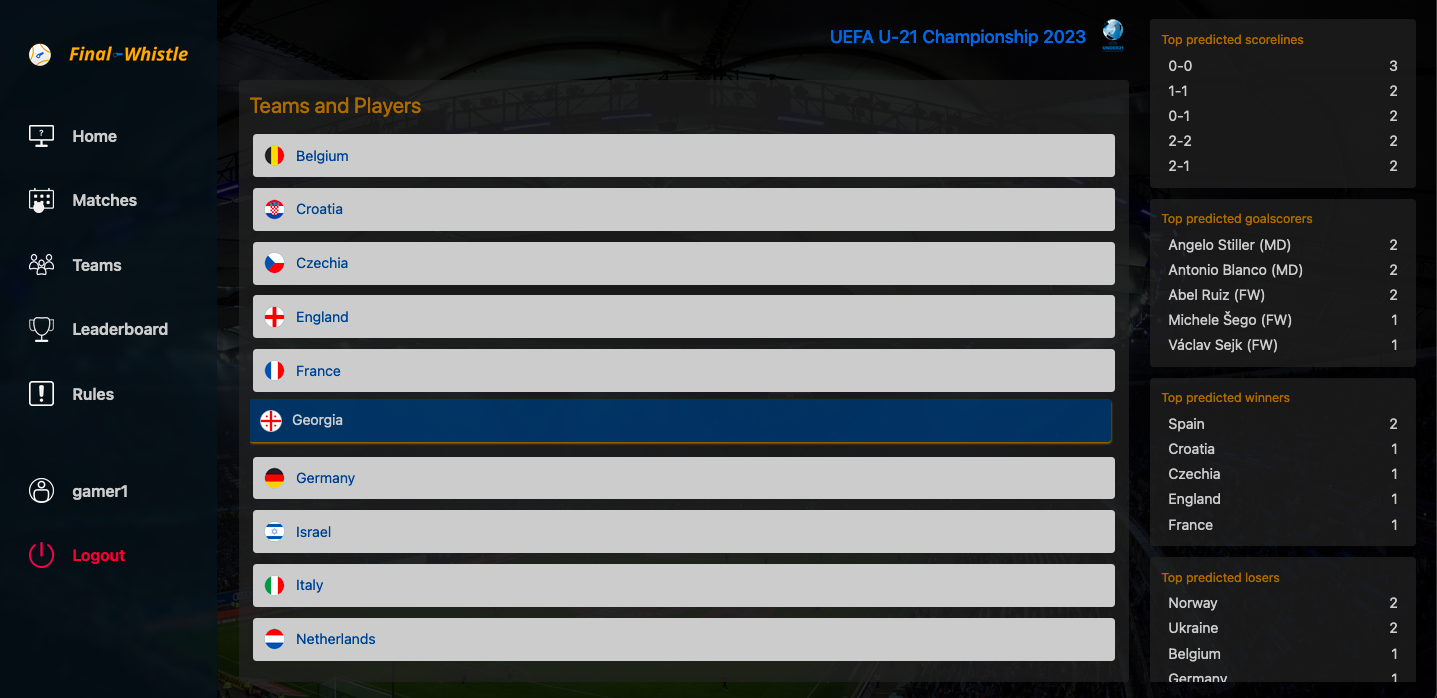 Final-Whistle
Home
Matches
Teams
Leaderboard
Rules
gamer1
Logout
UEFA U-21 Championship 2023
Teams and Players
Belgium
Croatia
Czechia
England
France
Georgia
Germany
Israel
Italy
Netherlands
Top predicted scorelines
0-0 3
1-1 2
0-1 2
2-2 2
2-1 2
Top predicted goalscorers
Angelo Stiller (MD) 2
Antonio Blanco (MD) 2
Abel Ruiz (FW) 2
Michele Šego (FW) 1
Václav Sejk (FW) 1
Top predicted winners
Spain 2
Croatia 1
Czechia 1
England 1
France 1
Top predicted losers
Norway 2
Ukraine 2
Belgium 1
Germany 1